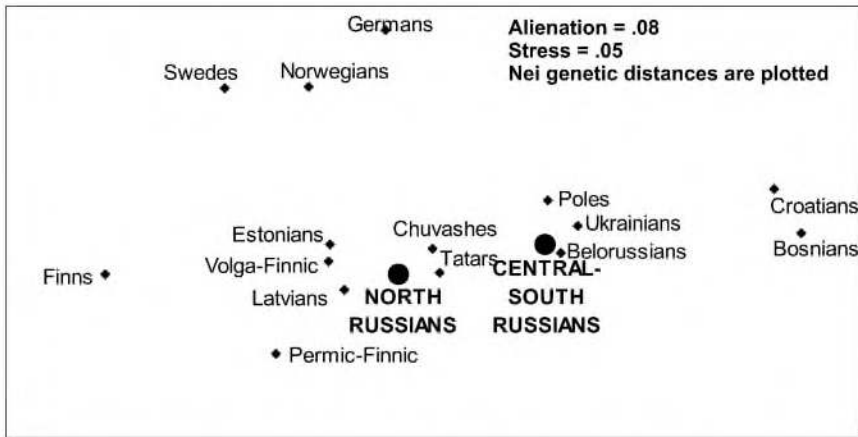 Germans
Alienation = .08
Stress = .05
Nei genetic distances are plotted
Swedes
Norwegians
Poles
Croatians
Ukrainians
Estonians
Chuvashes
Bosnians
Volga-Finnic
Tatars
Belorussians
Finns
Latvians
NORTH
RUSSIANS
CENTRAL-
SOUTH
RUSSIANS
Permic-Finnic